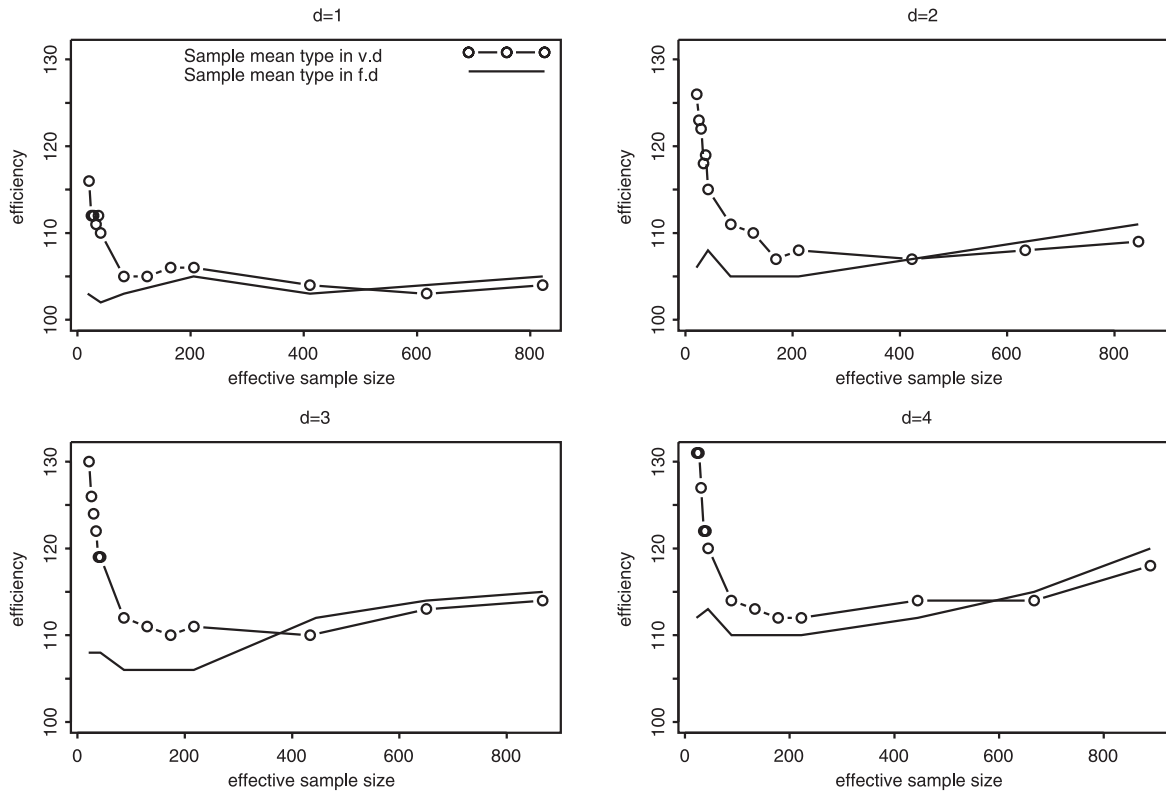 d=1
d=2
Sample mean type in v.d
Sample mean type in f.d
efficiency
100 110 120 130
0 200 400 600 800
effective sample size
efficiency
100 110 120 130
0 200 400 600 800
effective sample size
d=3
d=4
efficiency
100 110 120 130
0 200 400 600 800
effective sample size
efficiency
100 110 120 130
0 200 400 600 800
effective sample size